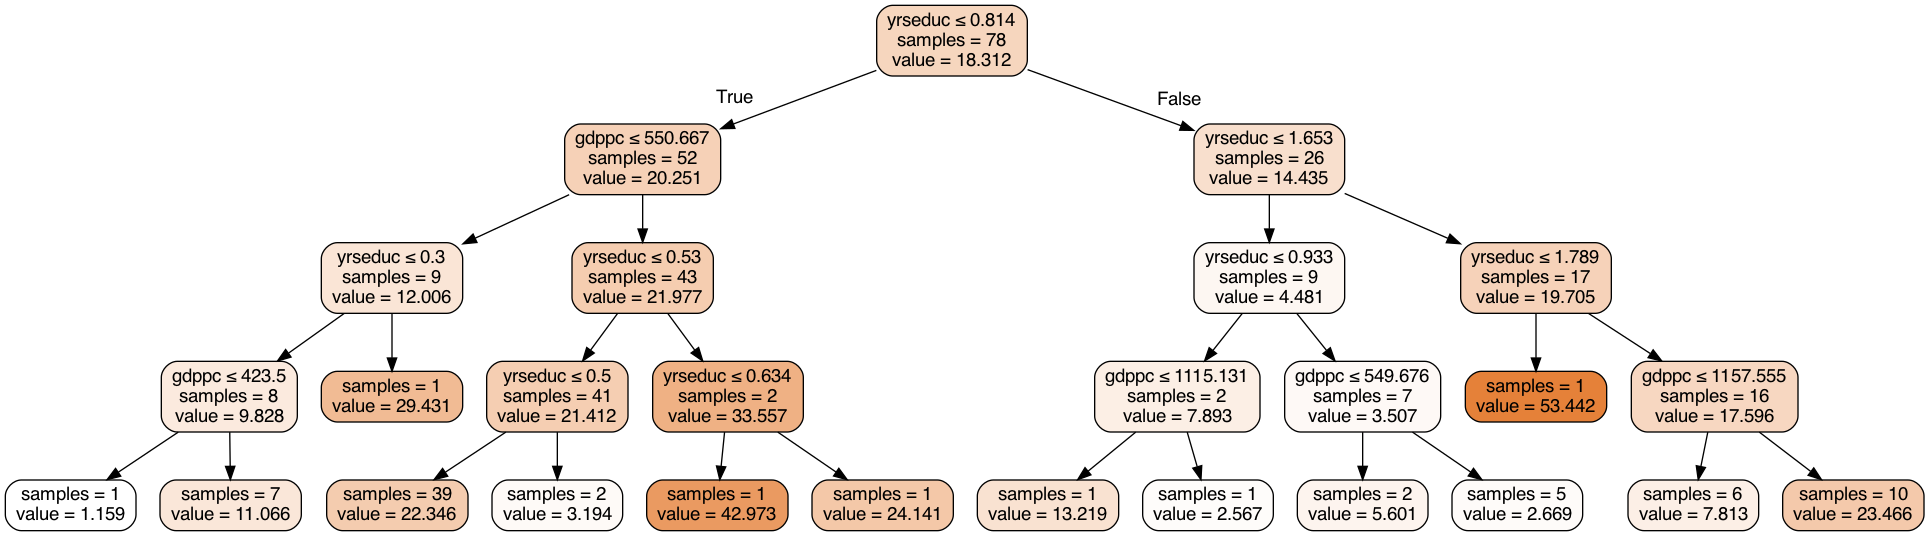 yrseduc ≤ 0.814
samples = 78
value = 18.312
True
False
gdppc ≤ 550.667
samples = 52
value = 20.251
yrseduc ≤ 1.653
samples = 26
value = 14.435
yrseduc ≤ 0.3
samples = 9
value = 12.006
yrseduc ≤ 0.53
samples = 43
value = 21.977
yrseduc ≤ 0.933
samples = 9
value = 4.481
yrseduc ≤ 1.789
samples = 17
value = 19.705
gdppc ≤ 423.5
samples = 8
value = 9.828
samples = 1
value = 29.431
yrseduc ≤ 0.5
samples = 41
value = 21.412
yrseduc ≤ 0.634
samples = 2
value = 33.557
gdppc ≤ 1115.131
samples = 2
value = 7.893
gdppc ≤ 549.676
samples = 7
value = 3.507
samples = 1
value = 53.442
gdppc ≤ 1157.555
samples = 16
value = 17.596
samples = 1
value = 1.159
samples = 7
value = 11.066
samples = 39
value = 22.346
samples = 2
value = 3.194
samples = 1
value = 42.973
samples = 1
value = 24.141
samples = 1
value = 13.219
samples = 1
value = 2.567
samples = 2
value = 5.601
samples = 5
value = 2.669
samples = 6
value = 7.813
samples = 10
value = 23.466